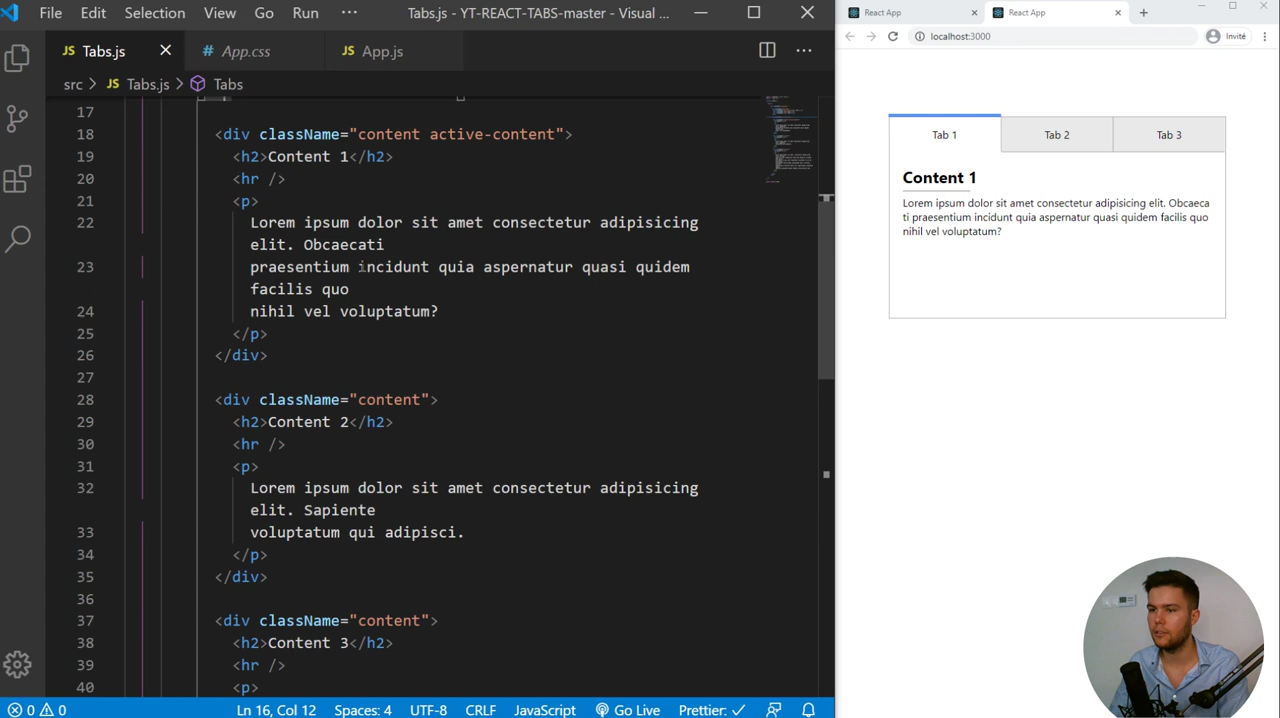 File Edit Selection View Go Run ··· Tabs.js - YT-REACT-TABS-master - Visual ...
JS Tabs.js # App.css JS App.js ···
src > JS Tabs.js > Tabs
17
18 <div className="content active-content">
19 <h2>Content 1</h2>
20 <hr />
21 <p>
22 Lorem ipsum dolor sit amet consectetur adipisicing
elit. Obcaecati
23 praesentium incidunt quia aspernatur quasi quidem
facilis quo
24 nihil vel voluptatum?
25 </p>
26 </div>
27
28 <div className="content">
29 <h2>Content 2</h2>
30 <hr />
31 <p>
32 Lorem ipsum dolor sit amet consectetur adipisicing
elit. Sapiente
33 voluptatum qui adipisci.
34 </p>
35 </div>
36
37 <div className="content">
38 <h2>Content 3</h2>
39 <hr />
40 <p>
0 0 Ln 16, Col 12 Spaces: 4 UTF-8 CRLF JavaScript Go Live Prettier: ✓
React App React App
localhost:3000 Invité
Tab 1 Tab 2 Tab 3
Content 1
Lorem ipsum dolor sit amet consectetur adipisicing elit. Obcaeca
ti praesentium incidunt quia aspernatur quasi quidem facilis quo
nihil vel voluptatum?